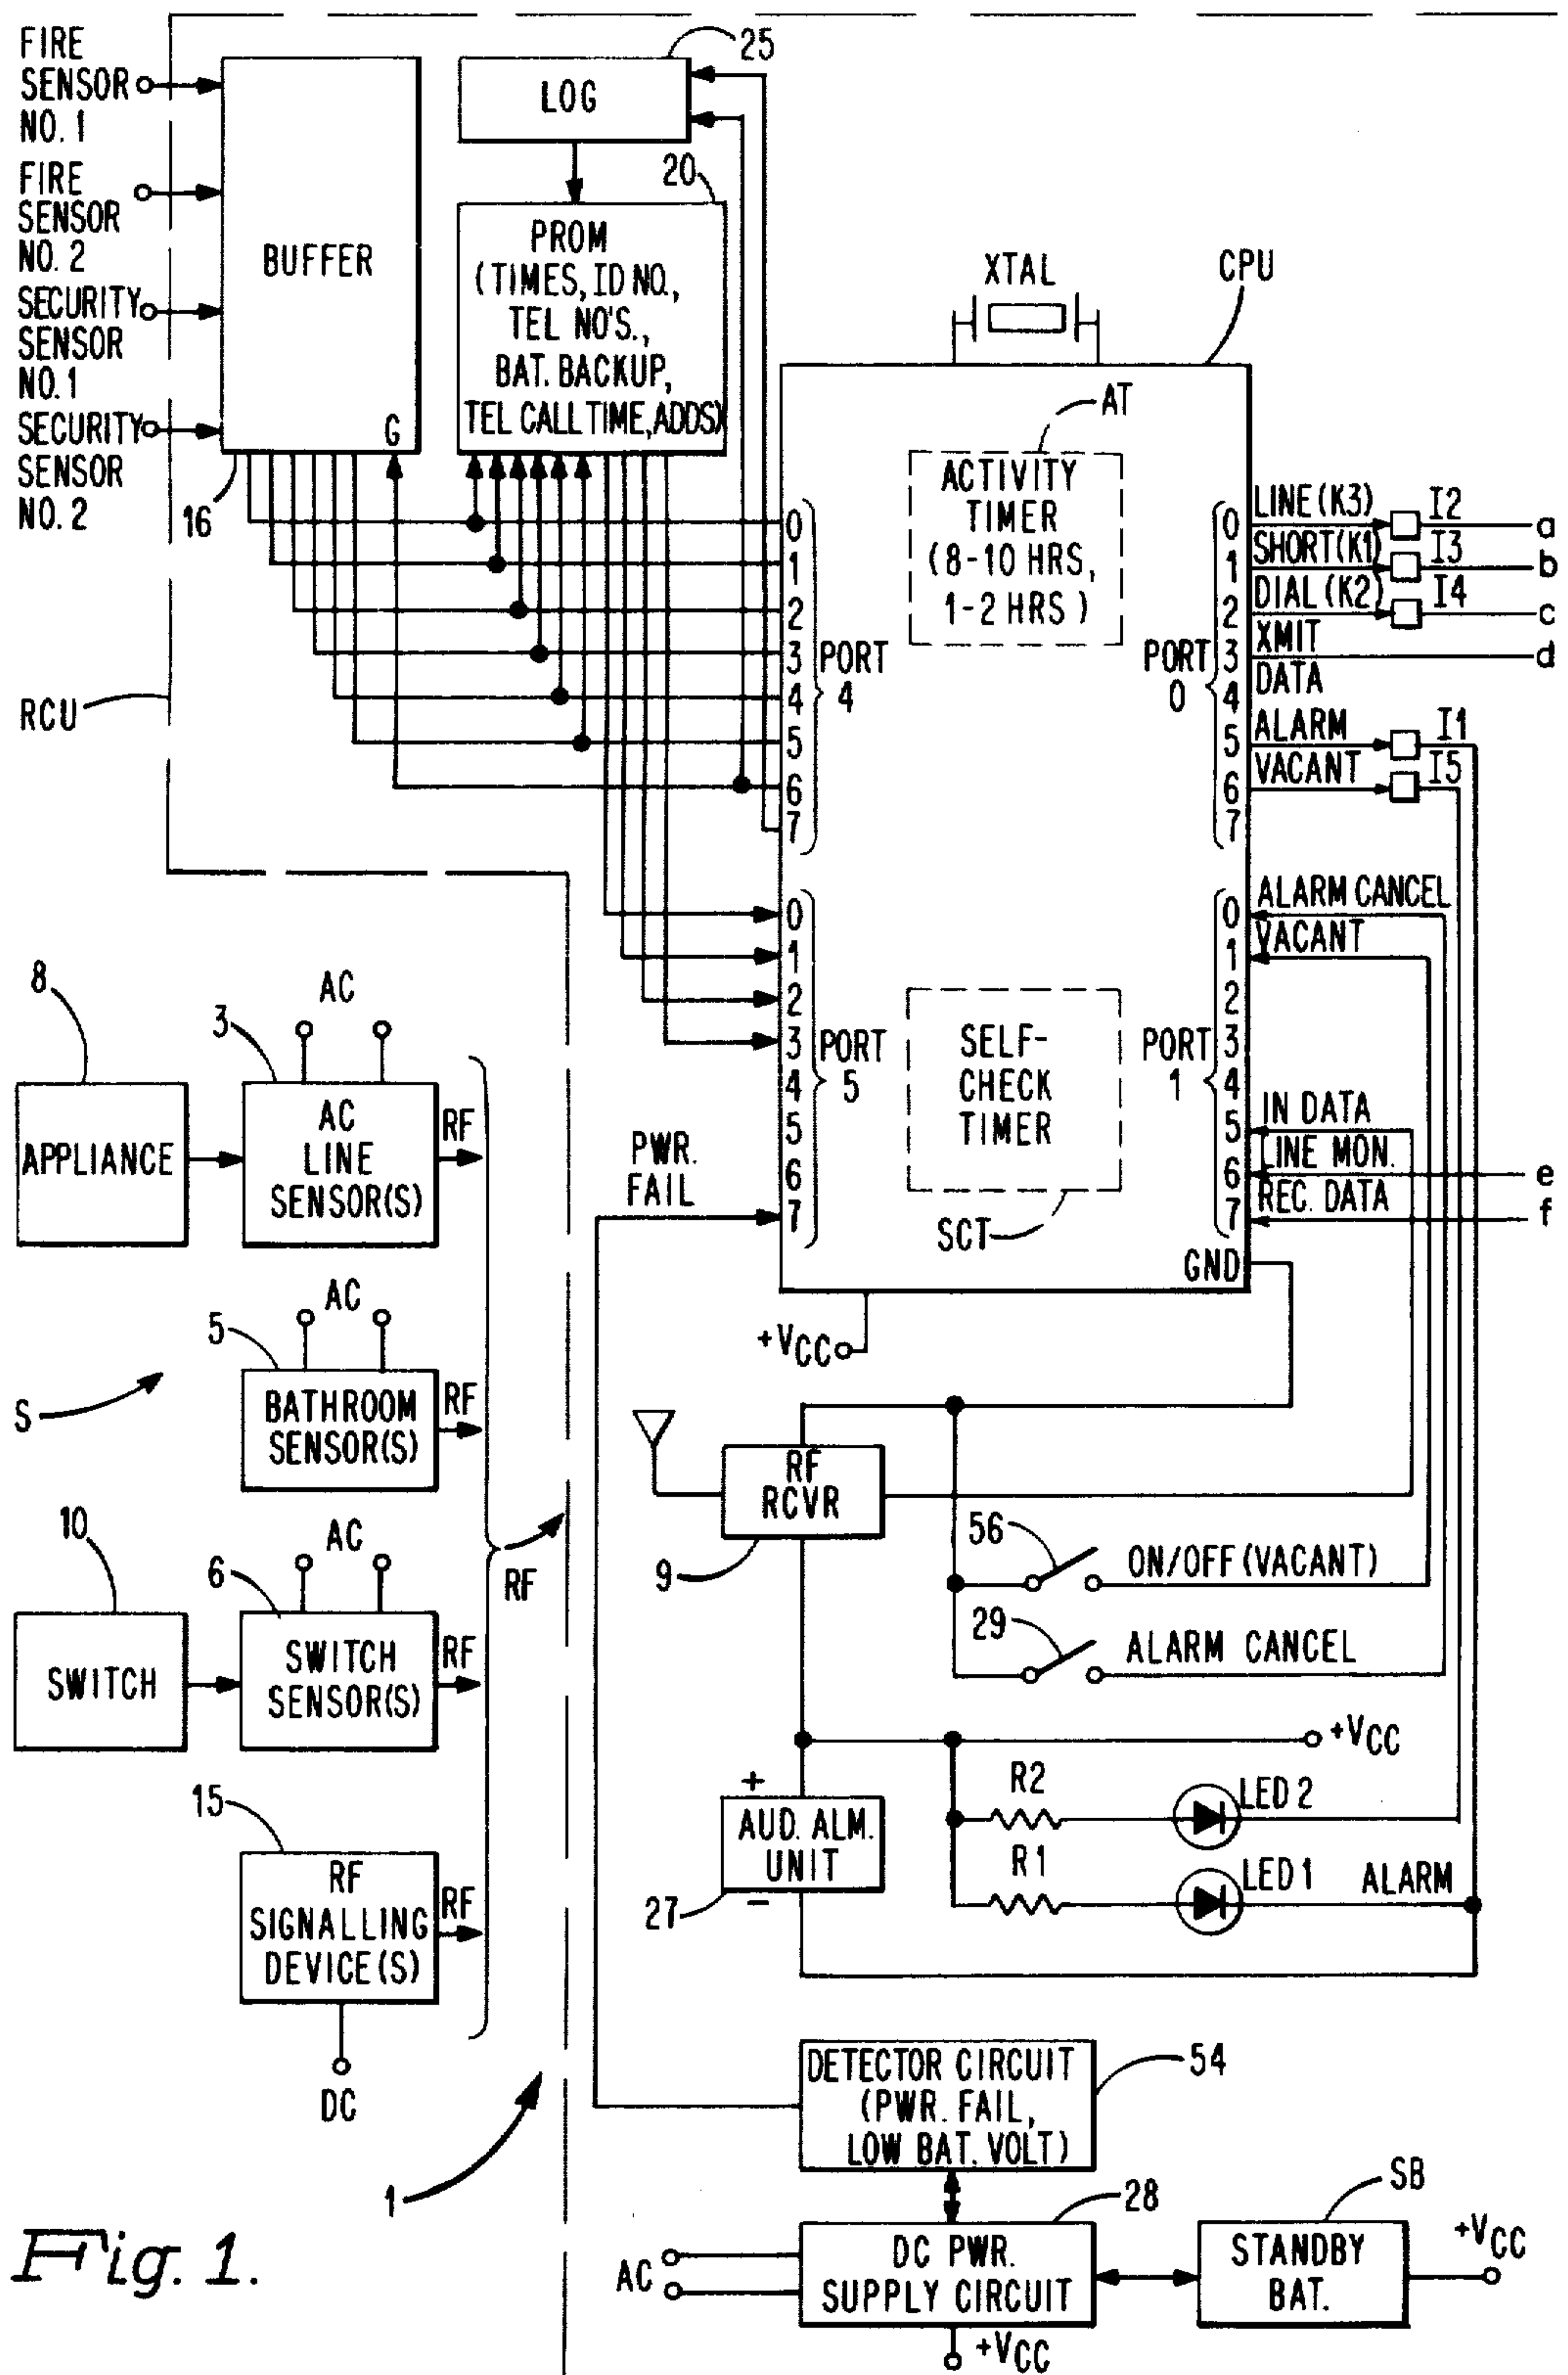 FIRE
SENSOR
NO. 1
FIRE
SENSOR
NO. 2
SECURITY
SENSOR
NO. 1
SECURITY
SENSOR
NO. 2
BUFFER
G
16
25
LOG
20
PROM
(TIMES, ID NO.,
TEL NO'S.,
BAT. BACKUP,
TEL CALL TIME, ADDS)
XTAL
CPU
AT
ACTIVITY
TIMER
(8-10 HRS,
1-2 HRS)
0
1
2
3
4
5
6
7
PORT
4
PORT
0
0
1
2
3
4
5
6
7
LINE (K3)
I2
a
SHORT (K1)
I3
b
DIAL (K2)
I4
c
XMIT
d
DATA
ALARM
I1
VACANT
I5
RCU
0
1
2
3
4
5
6
7
PORT
5
SELF-
CHECK
TIMER
SCT
PORT
1
0
1
2
3
4
5
6
7
ALARM CANCEL
VACANT
IN DATA
LINE MON.
e
REC. DATA
f
GND
+VCC
PWR.
FAIL
8
APPLIANCE
3
AC
AC
LINE
SENSOR(S)
RF
5
AC
BATHROOM
SENSOR(S)
RF
S
10
SWITCH
6
AC
SWITCH
SENSOR(S)
RF
RF
15
RF
SIGNALLING
DEVICE(S)
RF
DC
1
RF
RCVR
9
56
ON/OFF (VACANT)
29
ALARM CANCEL
+VCC
+
AUD. ALM.
UNIT
27
−
R2
LED 2
R1
LED 1
ALARM
DETECTOR CIRCUIT
(PWR. FAIL,
LOW BAT. VOLT)
54
28
AC
DC PWR.
SUPPLY CIRCUIT
+VCC
SB
STANDBY
BAT.
+VCC
Fig. 1.